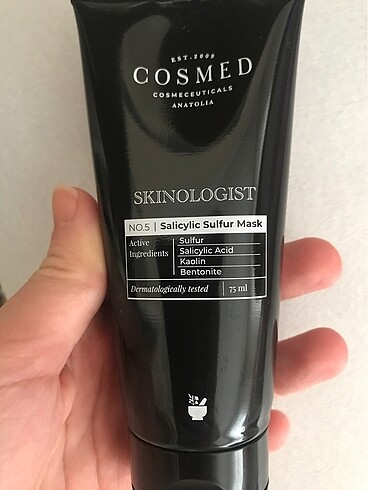 EST. 2009
COSMED
COSMECEUTICALS
ANATOLIA
SKINOLOGIST
NO.5 | Salicylic Sulfur Mask
Active
Ingredients
Sulfur
Salicylic Acid
Kaolin
Bentonite
Dermatologically tested
75 ml